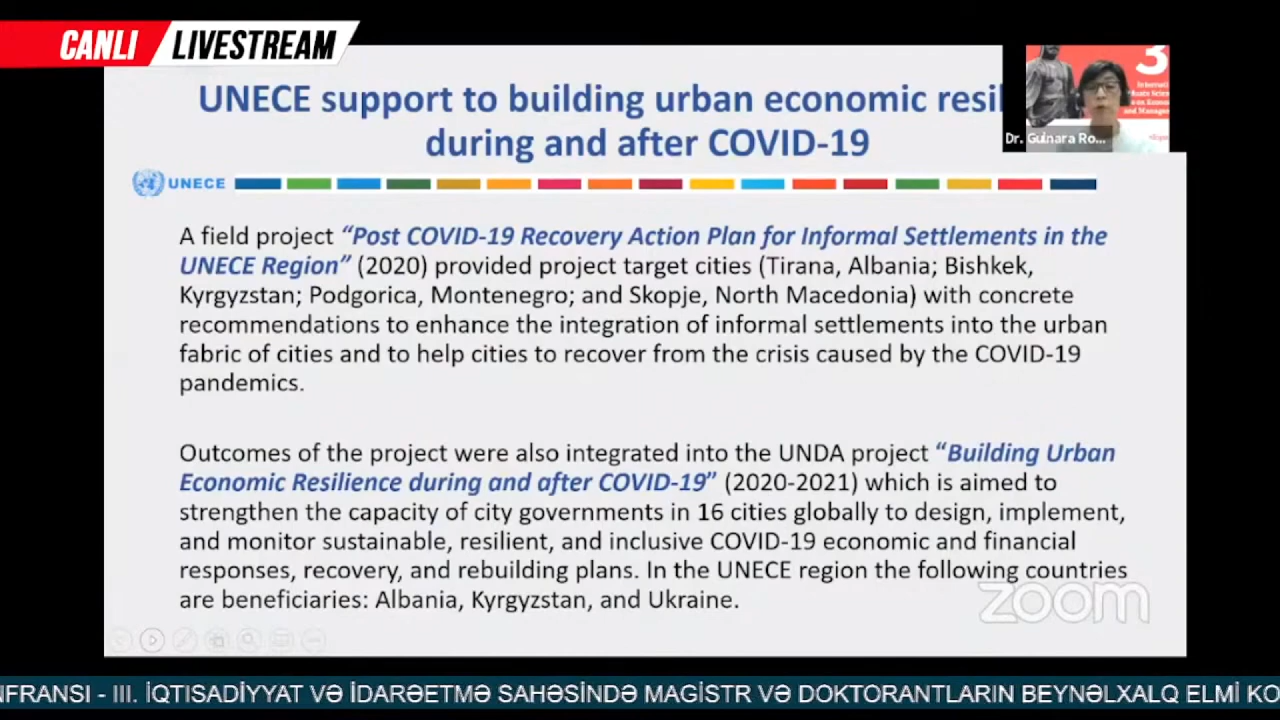 CANLI LIVESTREAM
UNECE support to building urban economic resil
during and after COVID-19
3
Dr. Gulnara Ro...
UNECE
A field project “Post COVID-19 Recovery Action Plan for Informal Settlements in the
UNECE Region” (2020) provided project target cities (Tirana, Albania; Bishkek,
Kyrgyzstan; Podgorica, Montenegro; and Skopje, North Macedonia) with concrete
recommendations to enhance the integration of informal settlements into the urban
fabric of cities and to help cities to recover from the crisis caused by the COVID-19
pandemics.
Outcomes of the project were also integrated into the UNDA project “Building Urban
Economic Resilience during and after COVID-19” (2020-2021) which is aimed to
strengthen the capacity of city governments in 16 cities globally to design, implement,
and monitor sustainable, resilient, and inclusive COVID-19 economic and financial
responses, recovery, and rebuilding plans. In the UNECE region the following countries
are beneficiaries: Albania, Kyrgyzstan, and Ukraine.
zoom
NFRANSI - III. İQTISADİYYAT VƏ İDARƏETMƏ SAHƏSİNDƏ MAGİSTR VƏ DOKTORANTLARIN BEYNƏLXALQ ELMİ KO